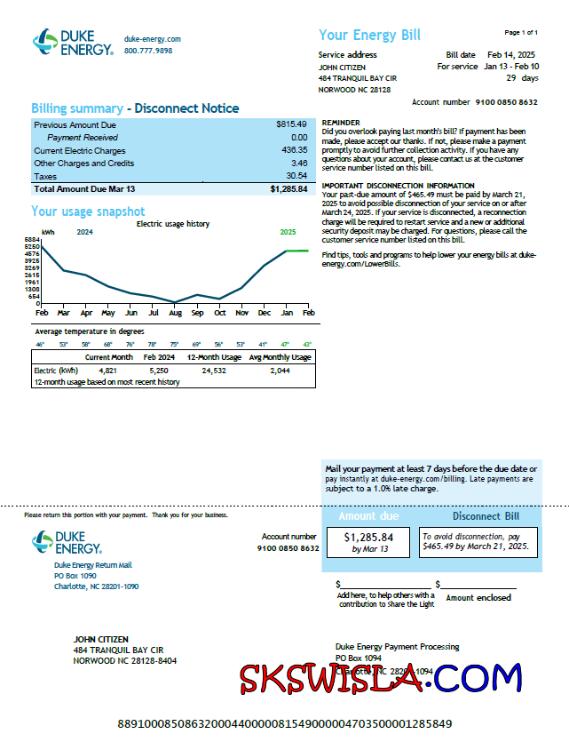 DUKE ENERGY®
duke-energy.com
800.777.9898
Your Energy Bill
Page 1 of 1
Service address
JOHN CITIZEN
484 TRANQUIL BAY CIR
NORWOOD NC 28128
Bill date Feb 14, 2025
For service Jan 13 - Feb 10
29 days
Account number 9100 0850 8632
Billing summary - Disconnect Notice
Previous Amount Due $815.49
Payment Received 0.00
Current Electric Charges 436.35
Other Charges and Credits 3.46
Taxes 30.54
Total Amount Due Mar 13 $1,285.84
REMINDER
Did you overlook paying last month's bill? If payment has been
made, please accept our thanks. If not, please make a payment
promptly to avoid further collection activity. If you have any
questions about your account, please contact us at the customer
service number listed on this bill.
IMPORTANT DISCONNECTION INFORMATION
Your past-due amount of $465.49 must be paid by March 21,
2025 to avoid possible disconnection of your service on or after
March 24, 2025. If your service is disconnected, a reconnection
charge will be required to restart service and a new or additional
security deposit may be charged. For questions, please call the
customer service number listed on this bill.
Find tips, tools and programs to help lower your energy bills at duke-
energy.com/LowerBills.
Your usage snapshot
Electric usage history
kWh 2024 2025
5884
5250
4576
3925
3269
2615
1961
1308
654
0
Feb Mar Apr May Jun Jul Aug Sep Oct Nov Dec Jan Feb
Average temperature in degrees
46° 53° 58° 68° 76° 78° 75° 69° 56° 53° 41° 47° 43°
Current Month Feb 2024 12-Month Usage Avg Monthly Usage
Electric (kWh) 4,821 5,250 24,532 2,044
12-month usage based on most recent history
Mail your payment at least 7 days before the due date or
pay instantly at duke-energy.com/billing. Late payments are
subject to a 1.0% late charge.
Please return this portion with your payment. Thank you for your business.
Amount due
Disconnect Bill
DUKE ENERGY®
Account number
9100 0850 8632
$1,285.84
by Mar 13
To avoid disconnection, pay
$465.49 by March 21, 2025.
Duke Energy Return Mail
PO Box 1090
Charlotte, NC 28201-1090
$ $
Add here, to help others with a
contribution to Share the Light
Amount enclosed
JOHN CITIZEN
484 TRANQUIL BAY CIR
NORWOOD NC 28128-8404
Duke Energy Payment Processing
PO Box 1094
Charlotte, NC 28201-1094
SKSWISLA.COM
88910008508632000440000081549000004703500001285849